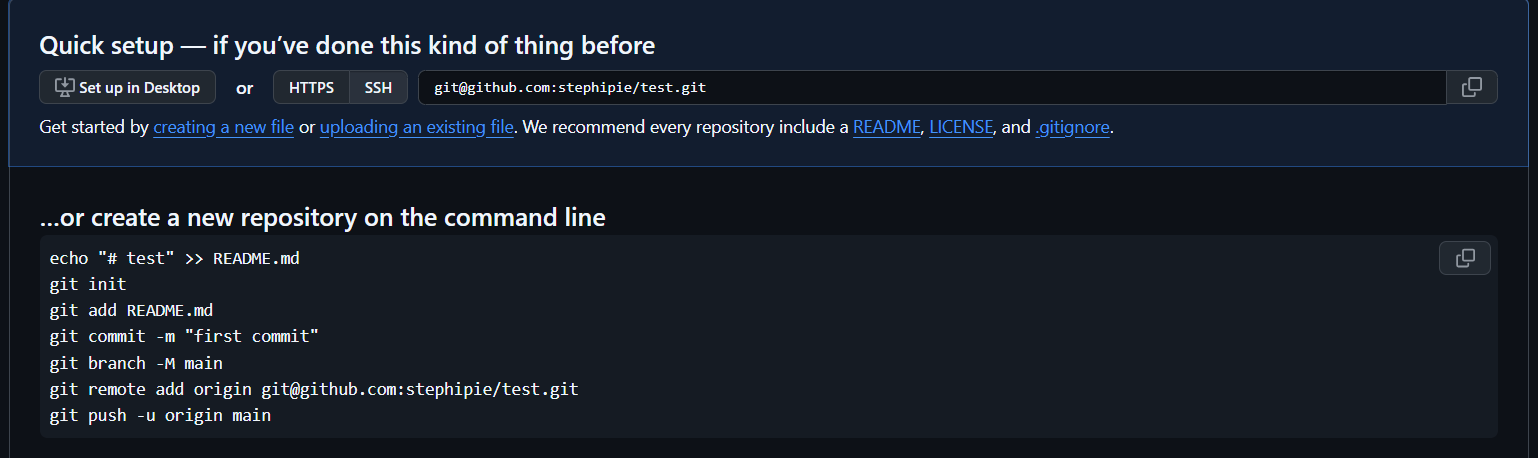 Quick setup — if you’ve done this kind of thing before
Set up in Desktop or HTTPS SSH git@github.com:stephipie/test.git
Get started by creating a new file or uploading an existing file. We recommend every repository include a README, LICENSE, and .gitignore.
...or create a new repository on the command line
echo "# test" >> README.md
git init
git add README.md
git commit -m "first commit"
git branch -M main
git remote add origin git@github.com:stephipie/test.git
git push -u origin main